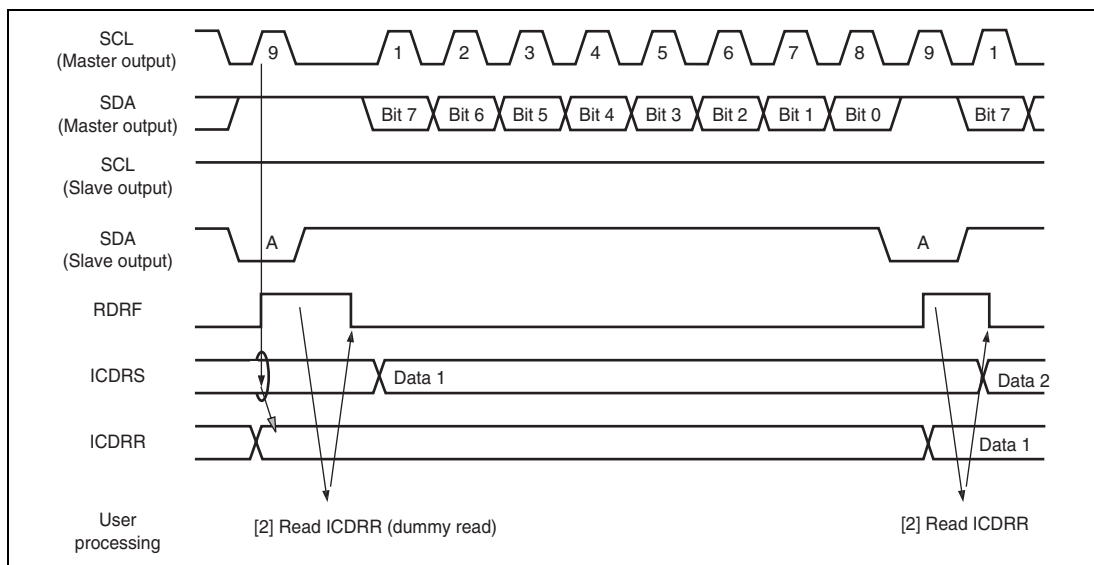 SCL
(Master output)
9 1 2 3 4 5 6 7 8 9 1
SDA
(Master output)
Bit 7 Bit 6 Bit 5 Bit 4 Bit 3 Bit 2 Bit 1 Bit 0 Bit 7
SCL
(Slave output)
SDA
(Slave output)
A A
RDRF
ICDRS
Data 1 Data 2
ICDRR
Data 1
User
processing
[2] Read ICDRR (dummy read) [2] Read ICDRR